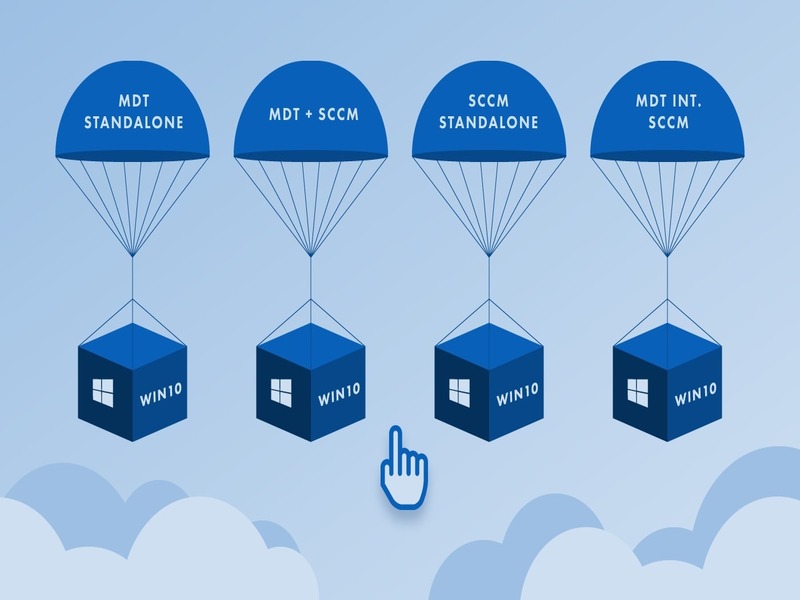 MDT
STANDALONE
MDT + SCCM
SCCM
STANDALONE
MDT INT.
SCCM
WIN10
WIN10
WIN10
WIN10